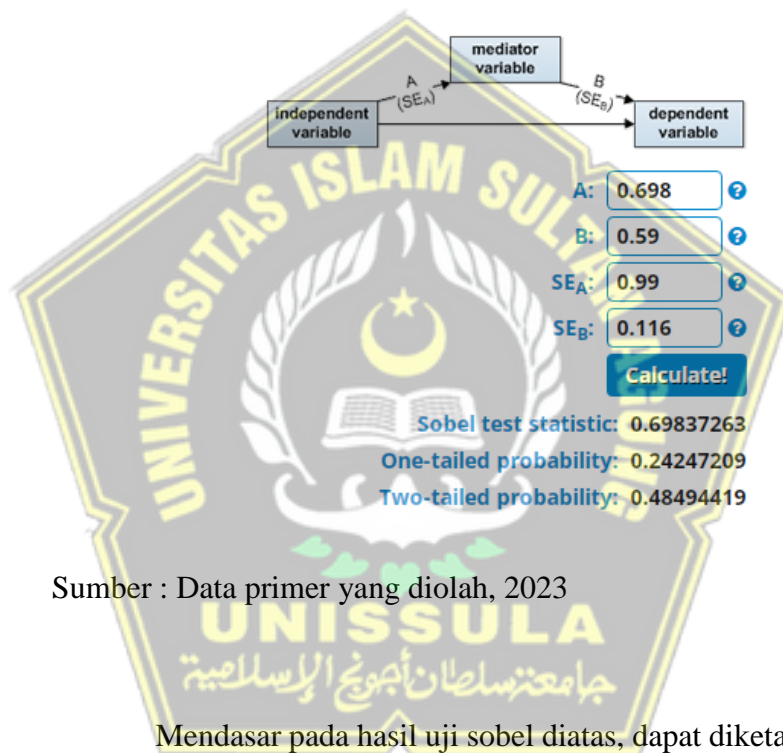 mediator
variable
A
(SEA)
B
(SEB)
independent
variable
dependent
variable
UNIVERSITAS ISLAM SULTAN AGUNG
A: 0.698
B: 0.59
SEA: 0.99
SEB: 0.116
Calculate!
Sobel test statistic: 0.69837263
One-tailed probability: 0.24247209
Two-tailed probability: 0.48494419
Sumber : Data primer yang diolah, 2023
UNISSULA
جامعة سلطان أجونج الإسلامية
Mendasar pada hasil uji sobel diatas, dapat diketa